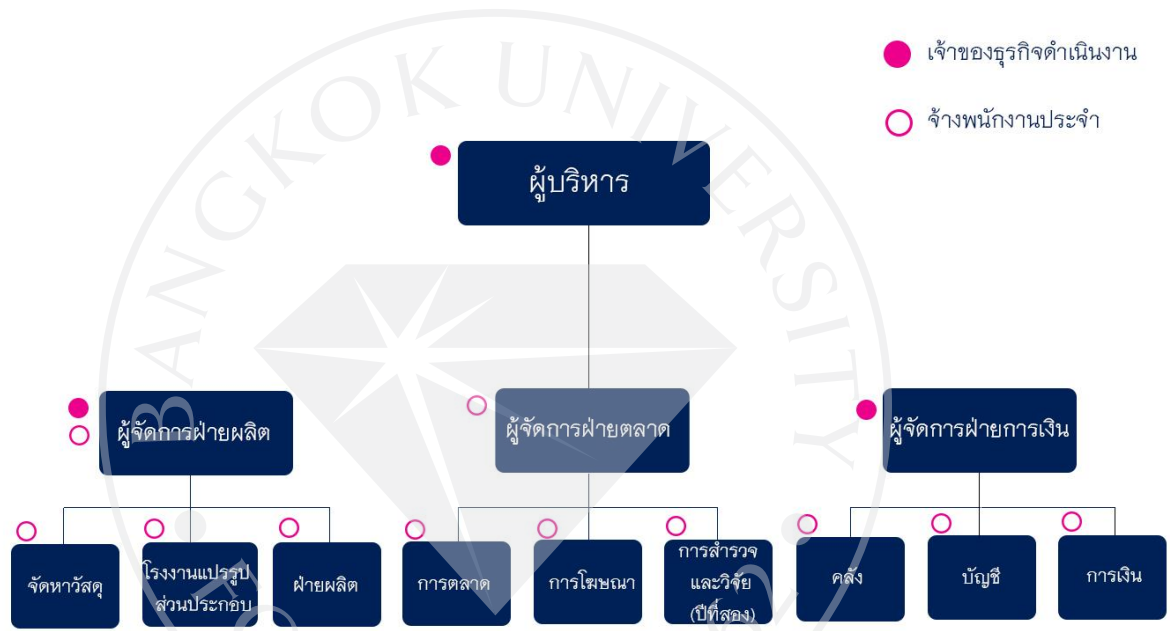 เจ้าของธุรกิจดำเนินงาน
จ้างพนักงานประจำ
BANGKOK UNIVERSITY
ผู้บริหาร
ผู้จัดการฝ่ายผลิต
ผู้จัดการฝ่ายตลาด
ผู้จัดการฝ่ายการเงิน
จัดหาวัสดุ
โรงงานแปรรูป
ส่วนประกอบ
ฝ่ายผลิต
การตลาด
การโฆษณา
การสำรวจ
และวิจัย
(ปีที่สอง)
คลัง
บัญชี
การเงิน